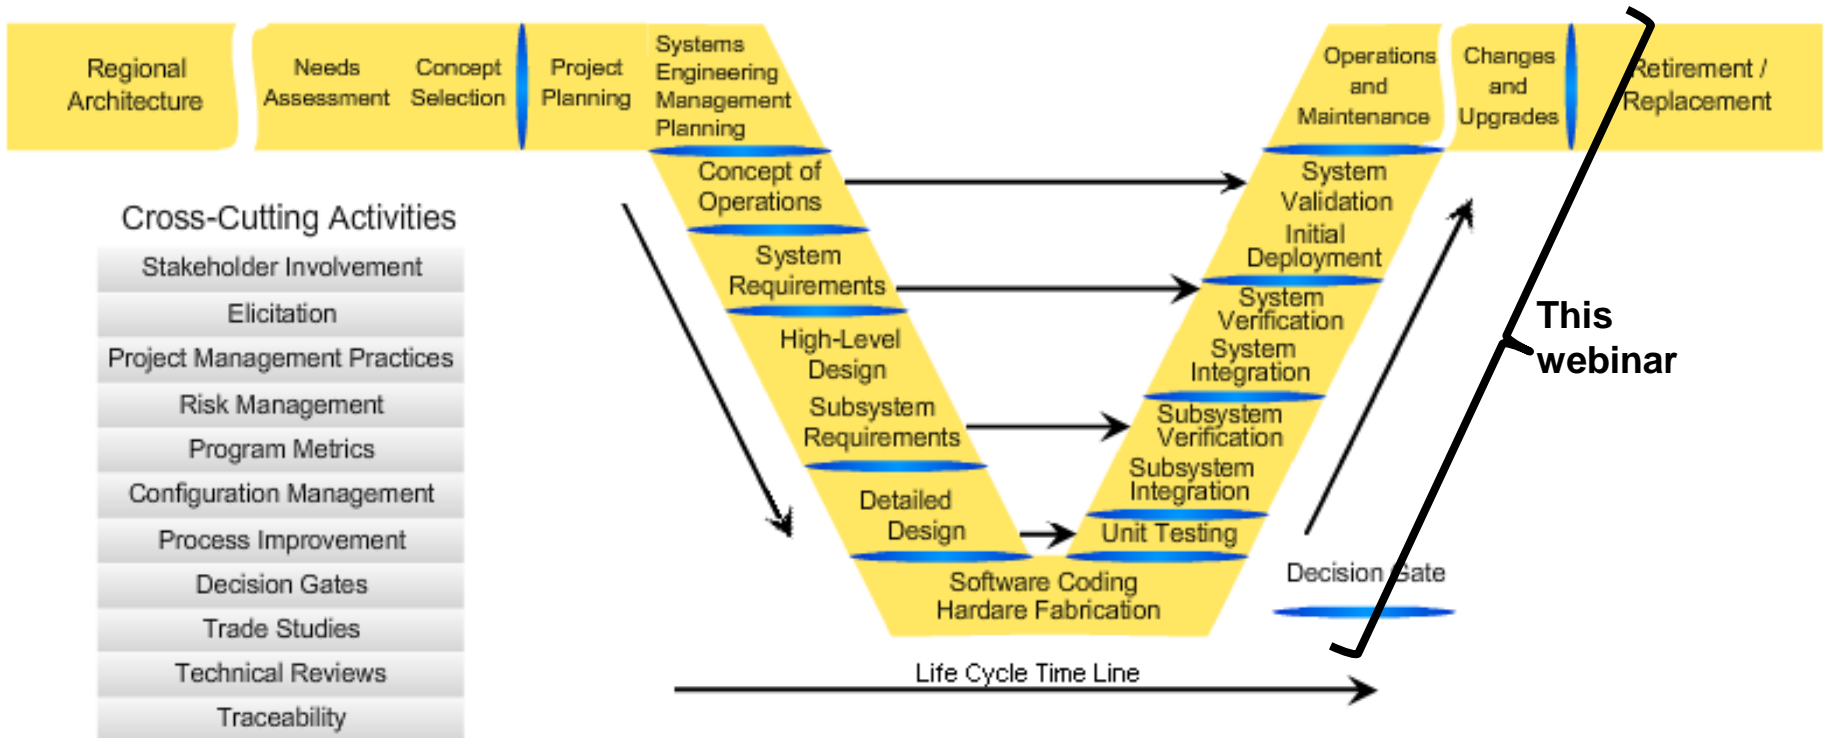 Regional
Architecture
Needs
Assessment
Concept
Selection
Project
Planning
Systems
Engineering
Management
Planning
Concept of
Operations
System
Requirements
High-Level
Design
Subsystem
Requirements
Detailed
Design
Software Coding
Hardare Fabrication
Unit Testing
Subsystem
Integration
Subsystem
Verification
System
Integration
System
Verification
Initial
Deployment
System
Validation
Operations
and
Maintenance
Changes
and
Upgrades
Retirement /
Replacement
Cross-Cutting Activities
Stakeholder Involvement
Elicitation
Project Management Practices
Risk Management
Program Metrics
Configuration Management
Process Improvement
Decision Gates
Trade Studies
Technical Reviews
Traceability
This
webinar
Decision Gate
Life Cycle Time Line